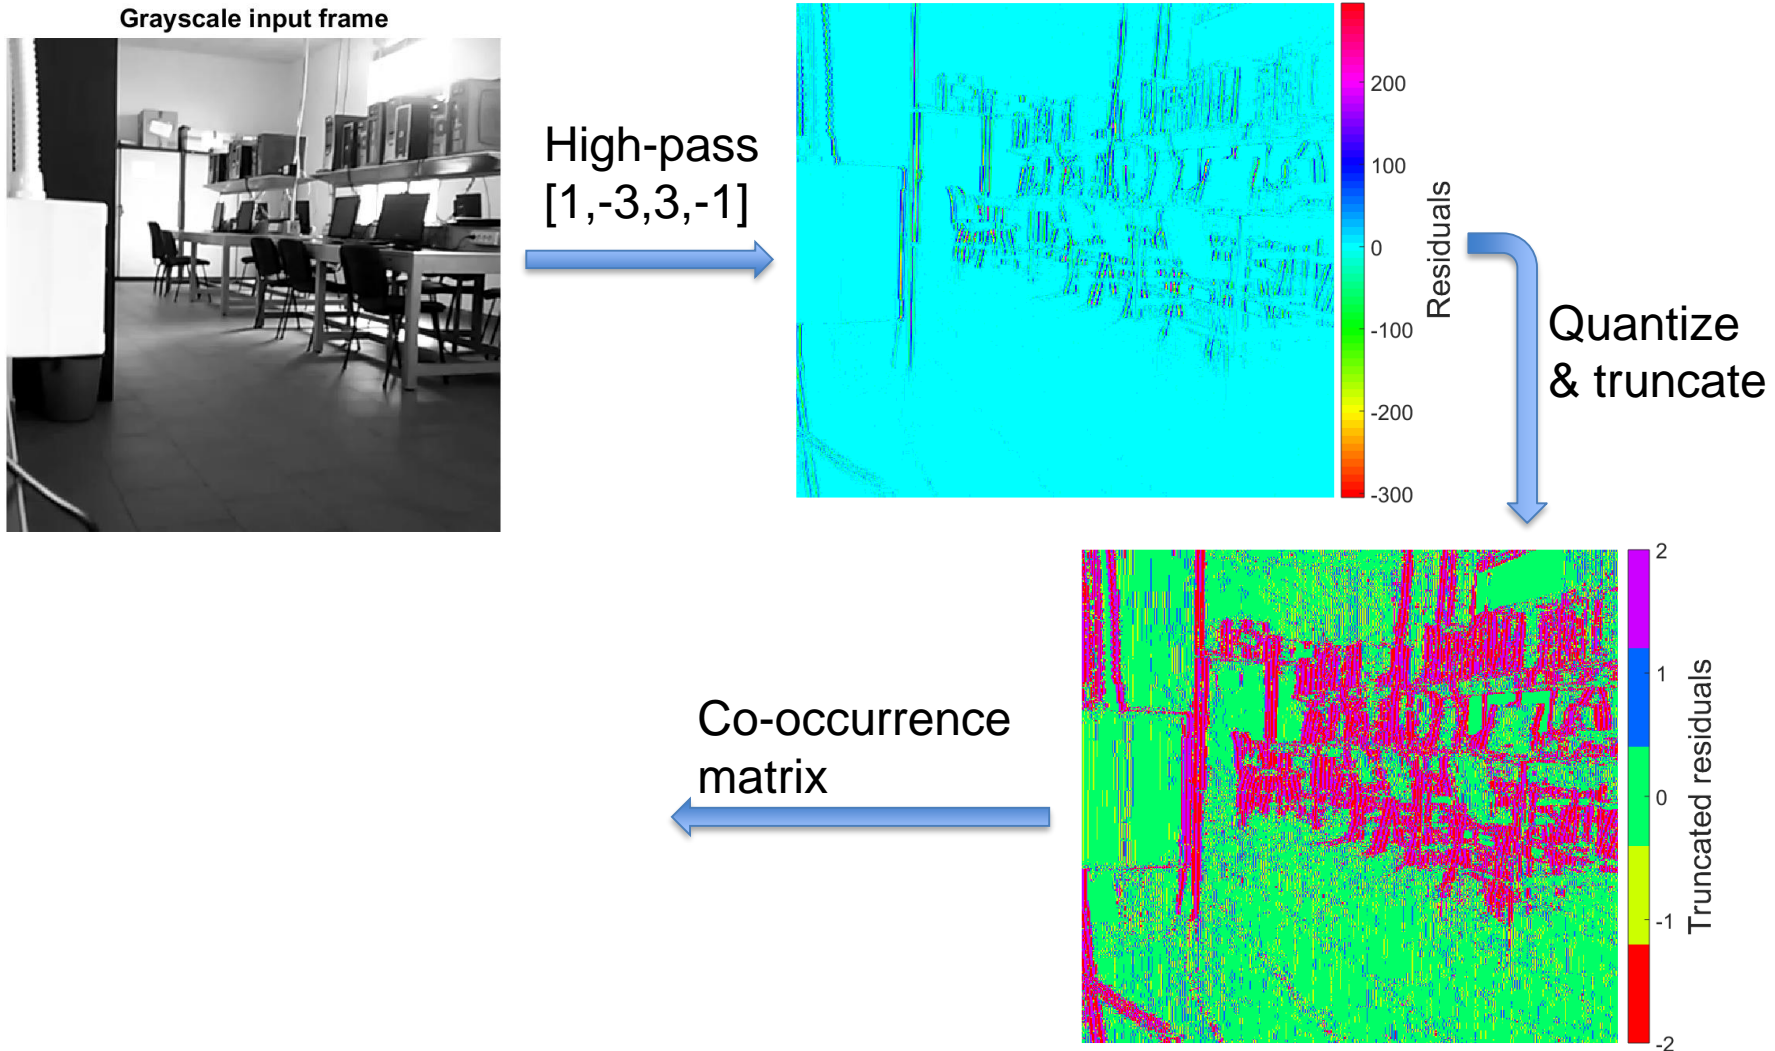 Grayscale input frame
High-pass
[1,-3,3,-1]
200
100
0
-100
-200
-300
Residuals
Quantize
& truncate
2
1
0
-1
-2
Truncated residuals
Co-occurrence
matrix